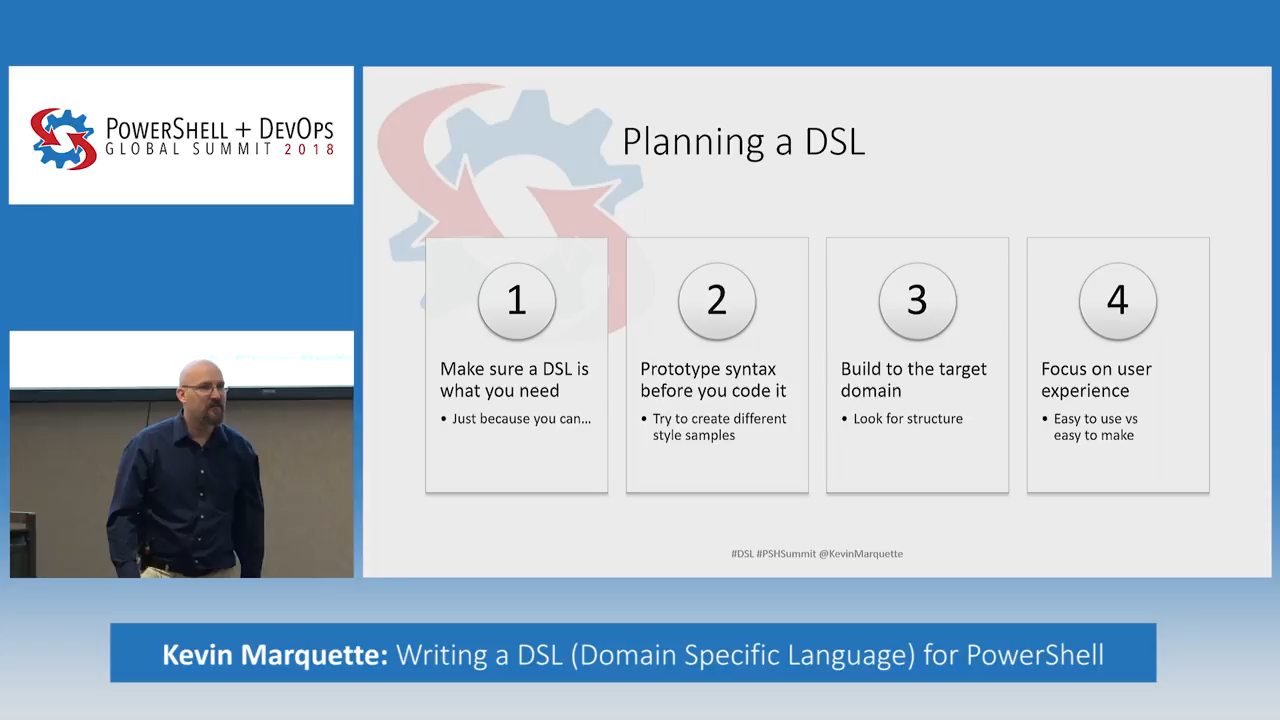 POWERSHELL + DEVOPS
GLOBAL SUMMIT 2018
Planning a DSL
1
Make sure a DSL is
what you need
• Just because you can...
2
Prototype syntax
before you code it
• Try to create different
style samples
3
Build to the target
domain
• Look for structure
4
Focus on user
experience
• Easy to use vs
easy to make
#DSL #PSHSummit @KevinMarquette
Kevin Marquette: Writing a DSL (Domain Specific Language) for PowerShell